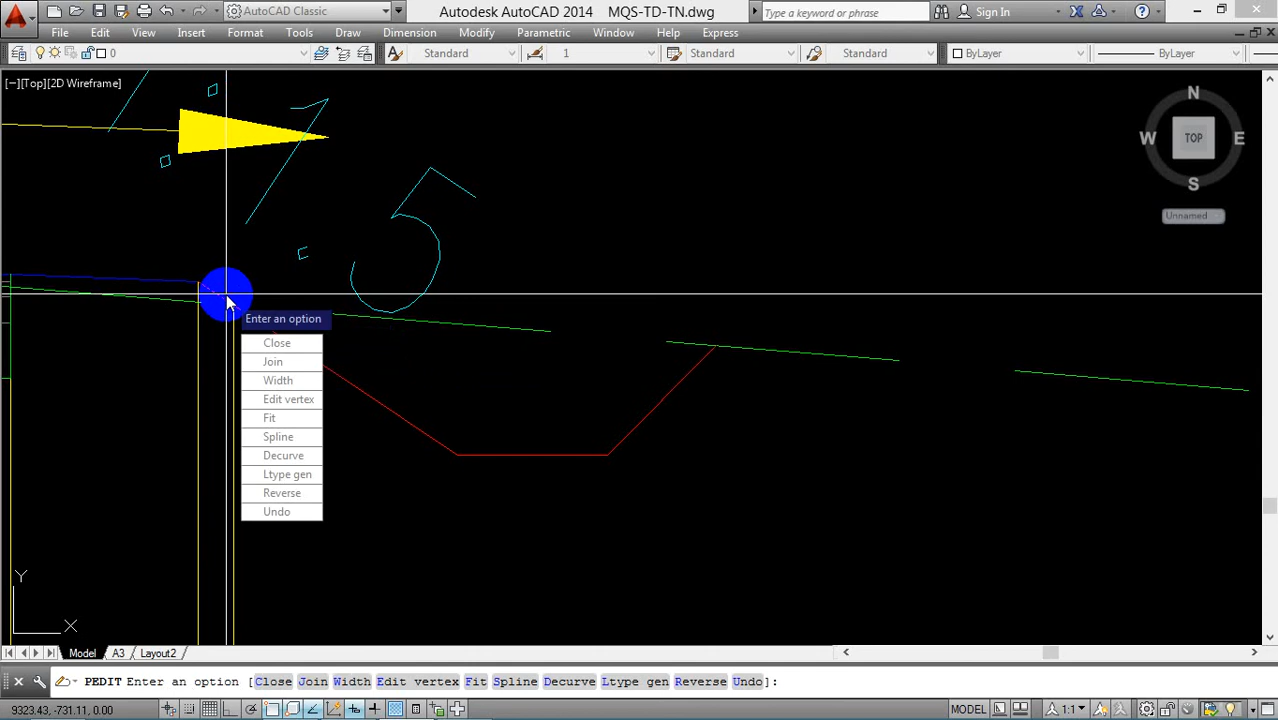 AutoCAD Classic
Autodesk AutoCAD 2014 MQS-TD-TN.dwg
Type a keyword or phrase
Sign In
File Edit View Insert Format Tools Draw Dimension Modify Parametric Window Help Express
0
Standard
1
Standard
Standard
ByLayer
ByLayer
[−][Top][2D Wireframe]
N
W TOP E
S
Unnamed
5
Enter an option
Close
Join
Width
Edit vertex
Fit
Spline
Decurve
Ltype gen
Reverse
Undo
Y
X
Model A3 Layout2
PEDIT Enter an option [Close Join Width Edit vertex Fit Spline Decurve Ltype gen Reverse Undo]:
9323.43, -731.11, 0.00
MODEL
1:1